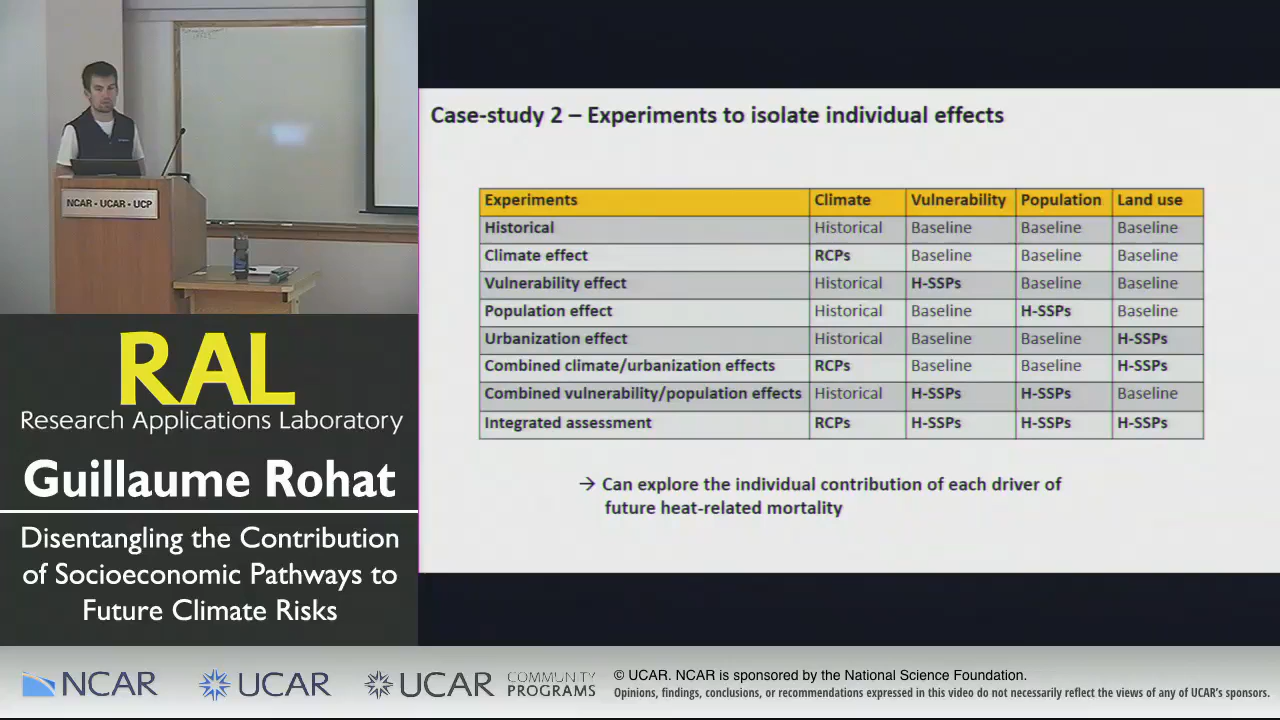 NCAR - UCAR - UCP
RAL
Research Applications Laboratory
Guillaume Rohat
Disentangling the Contribution
of Socioeconomic Pathways to
Future Climate Risks
Case-study 2 – Experiments to isolate individual effects
Experiments Climate Vulnerability Population Land use
Historical Historical Baseline Baseline Baseline
Climate effect RCPs Baseline Baseline Baseline
Vulnerability effect Historical H-SSPs Baseline Baseline
Population effect Historical Baseline H-SSPs Baseline
Urbanization effect Historical Baseline Baseline H-SSPs
Combined climate/urbanization effects RCPs Baseline Baseline H-SSPs
Combined vulnerability/population effects Historical H-SSPs H-SSPs Baseline
Integrated assessment RCPs H-SSPs H-SSPs H-SSPs
→ Can explore the individual contribution of each driver of
future heat-related mortality
NCAR
UCAR
UCAR
COMMUNITY
PROGRAMS
© UCAR. NCAR is sponsored by the National Science Foundation.
Opinions, findings, conclusions, or recommendations expressed in this video do not necessarily reflect the views of any of UCAR's sponsors.